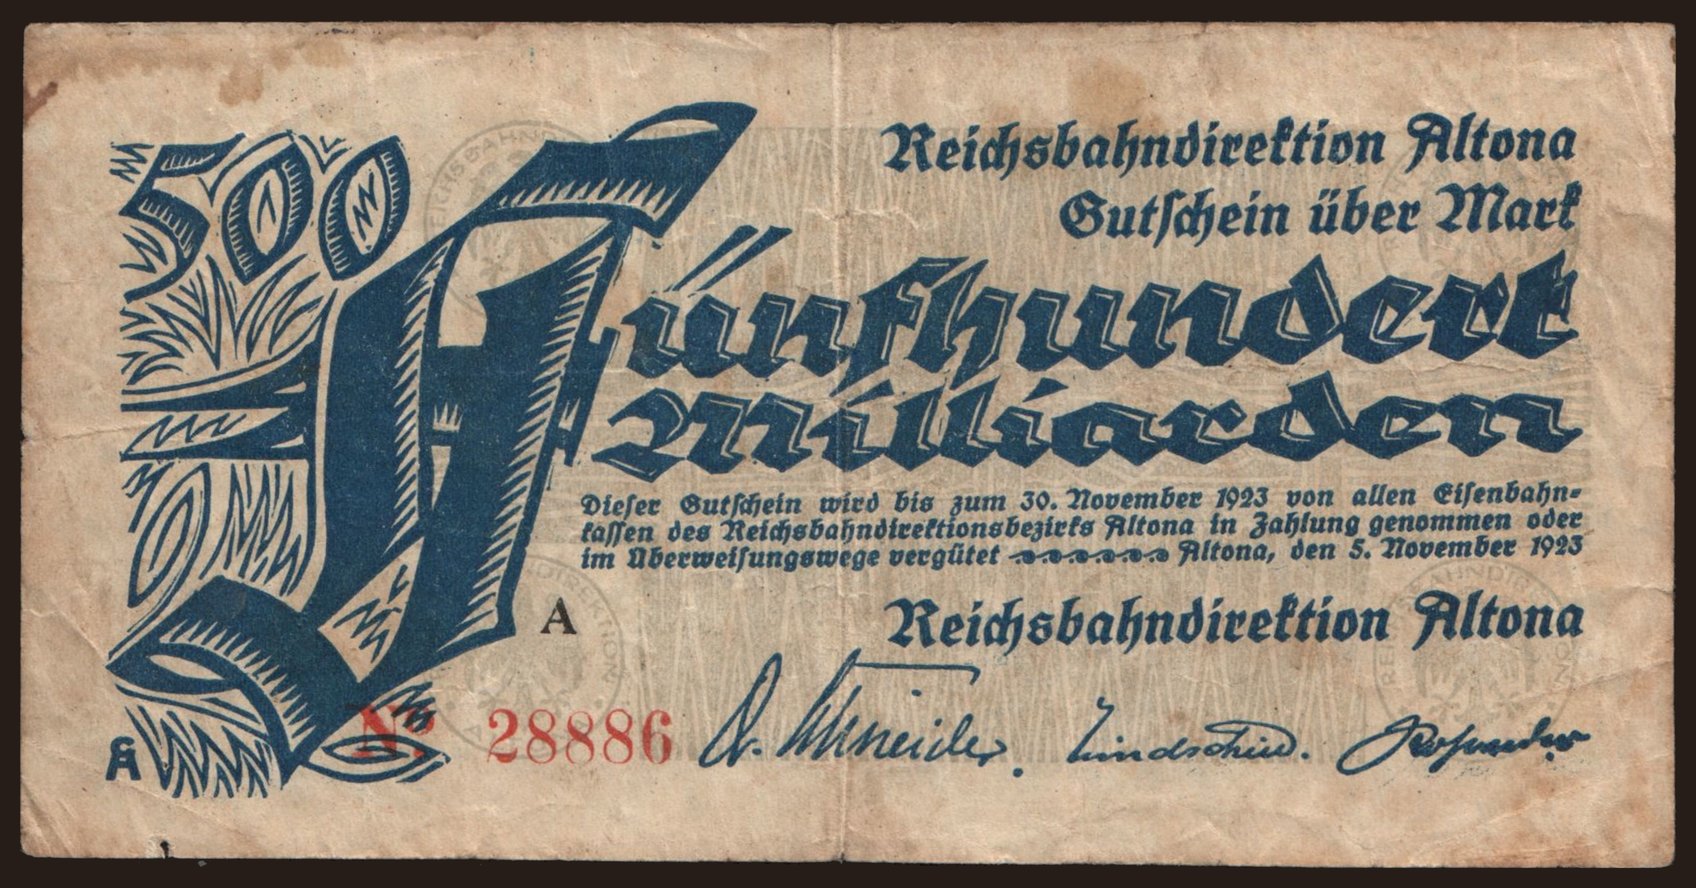 500
Reichsbahndirektion Altona
Gutschein über Mark
Fünfhundert
Milliarden
Dieser Gutschein wird bis zum 30. November 1923 von allen Eisenbahn-
kassen des Reichsbahndirektionsbezirks Altona in Zahlung genommen oder
im Überweisungswege vergütet Altona, den 5. November 1923
A
Reichsbahndirektion Altona
№ 28886
Schneider